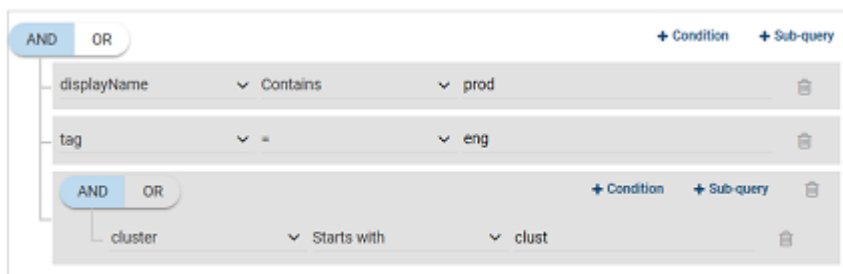 AND OR + Condition + Sub-query
displayName Contains prod
tag = eng
AND OR + Condition + Sub-query
cluster Starts with clust